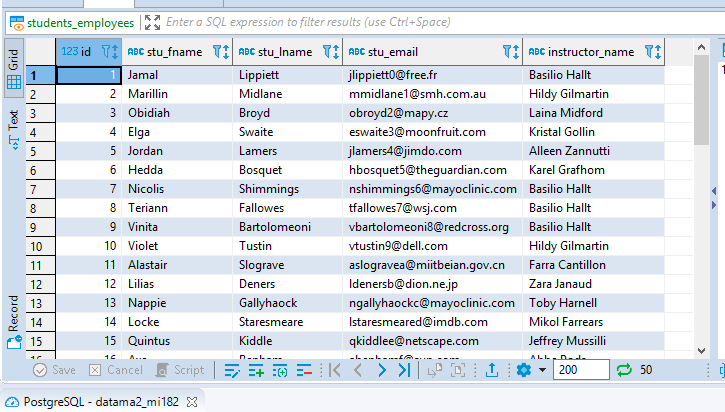 students_employees Enter a SQL expression to filter results (use Ctrl+Space)
Grid
Text
Record
123 id ABC stu_fname ABC stu_lname ABC stu_email ABC instructor_name
1 1 Jamal Lippiett jlippiett0@free.fr Basilio Hallt
2 2 Marillin Midlane mmidlane1@smh.com.au Hildy Gilmartin
3 3 Obidiah Broyd obroyd2@mapy.cz Laina Midford
4 4 Elga Swaite eswaite3@moonfruit.com Kristal Gollin
5 5 Jordan Lamers jlamers4@jimdo.com Alleen Zannutti
6 6 Hedda Bosquet hbosquet5@theguardian.com Karel Grafhom
7 7 Nicolis Shimmings nshimmings6@mayoclinic.com Basilio Hallt
8 8 Teriann Fallowes tfallowes7@wsj.com Basilio Hallt
9 9 Vinita Bartolomeoni vbartolomeoni8@redcross.org Basilio Hallt
10 10 Violet Tustin vtustin9@dell.com Hildy Gilmartin
11 11 Alastair Slograve aslogravea@miitbeian.gov.cn Farra Cantillon
12 12 Lilias Deners ldenersb@dion.ne.jp Zara Janaud
13 13 Nappie Gallyhaock ngallyhaockc@mayoclinic.com Toby Harnell
14 14 Locke Staresmeare lstaresmeared@imdb.com Mikol Farrears
15 15 Quintus Kiddle qkiddlee@netscape.com Jeffrey Mussilli
Save Cancel Script 200 50
PostgreSQL - datama2_mi182